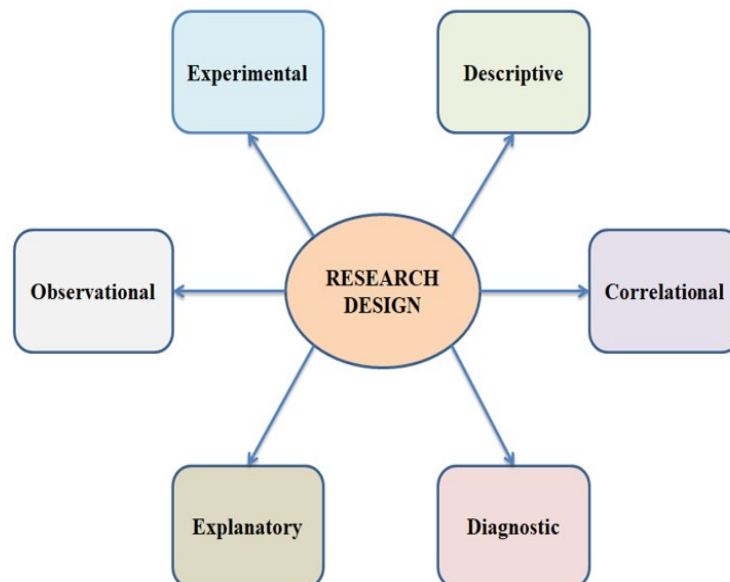 Experimental
Descriptive
Observational
RESEARCH
DESIGN
Correlational
Explanatory
Diagnostic